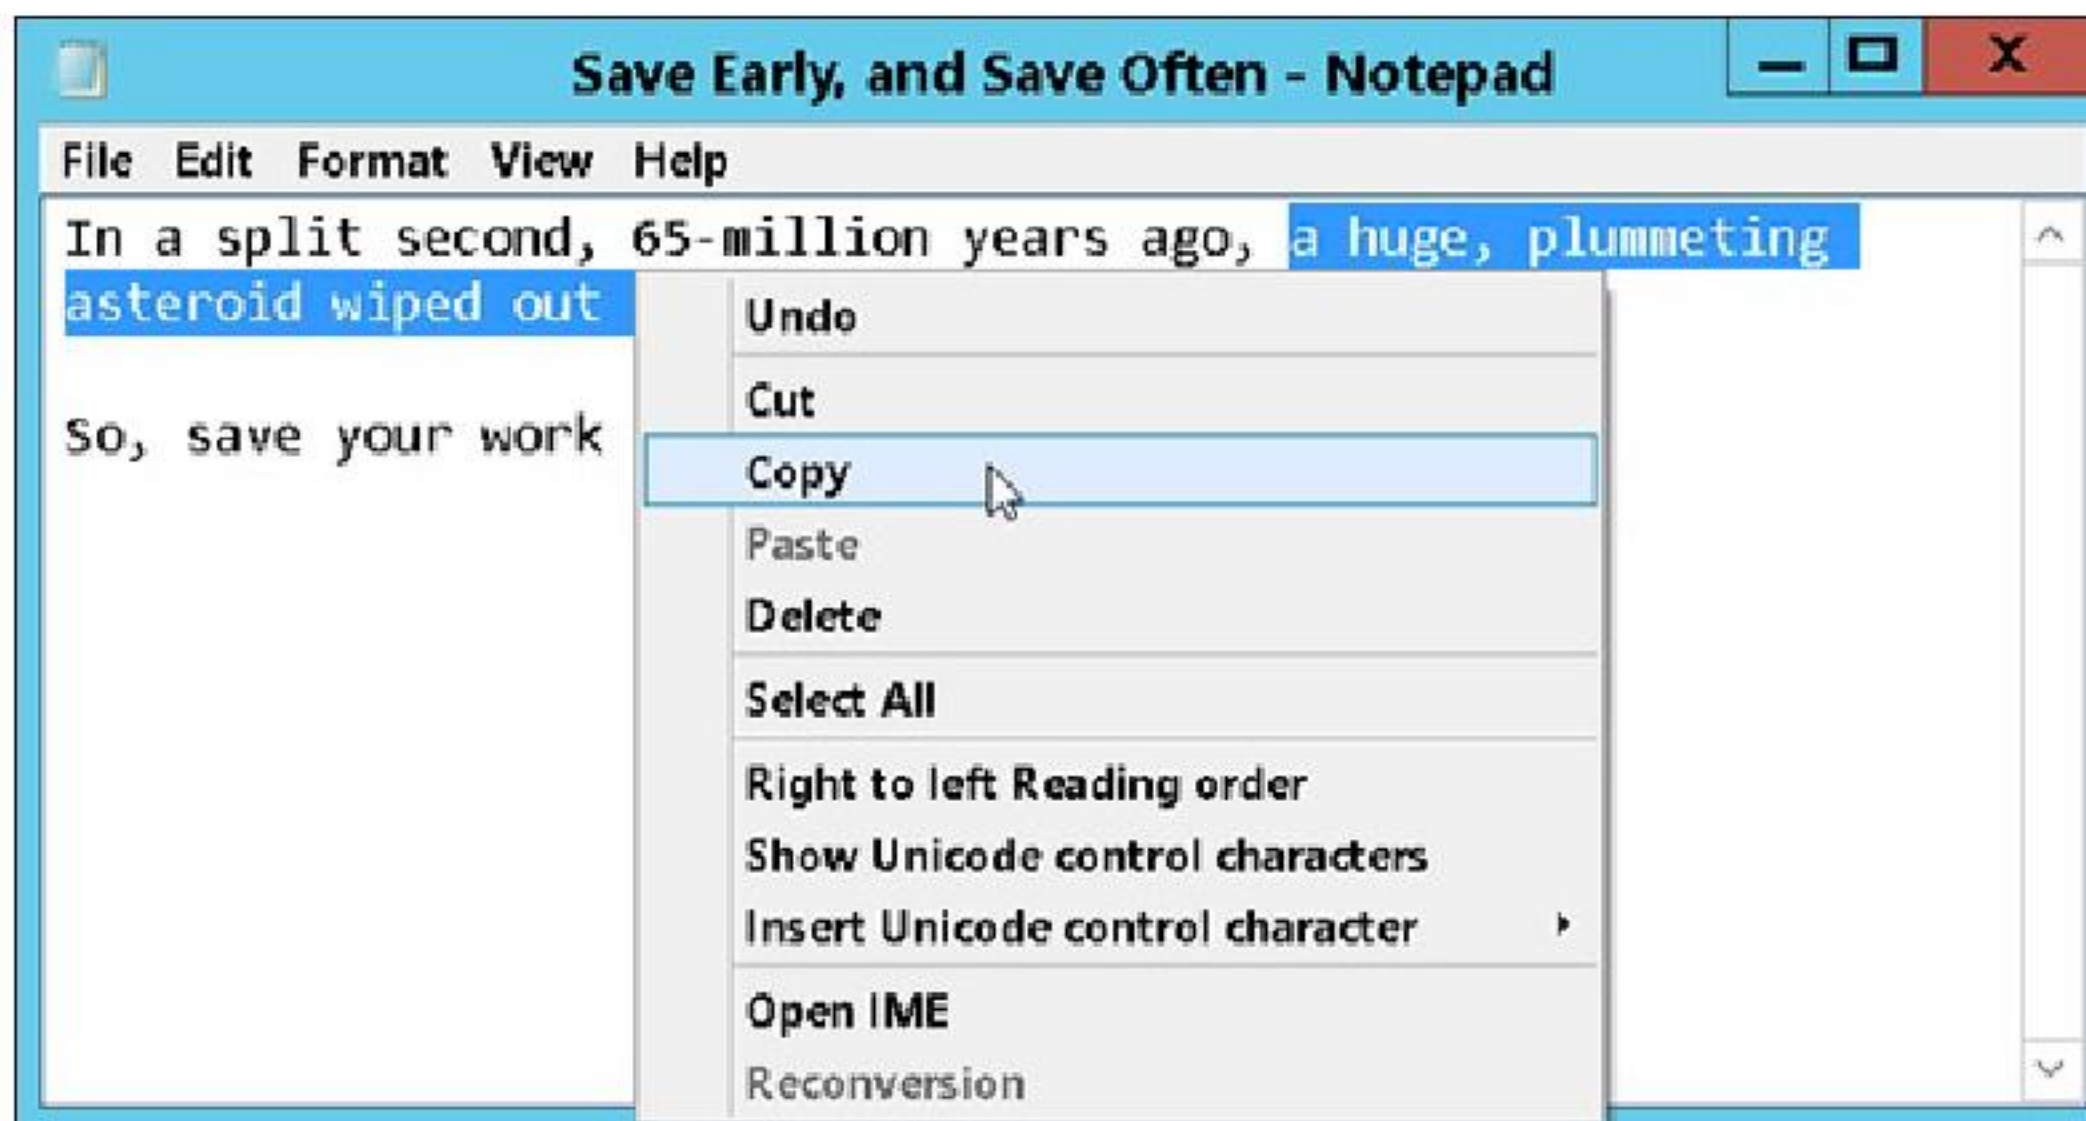 Save Early, and Save Often - Notepad
File Edit Format View Help
In a split second, 65-million years ago, a huge, plummeting
asteroid wiped out
So, save your work
Undo
Cut
Copy
Paste
Delete
Select All
Right to left Reading order
Show Unicode control characters
Insert Unicode control character
Open IME
Reconversion